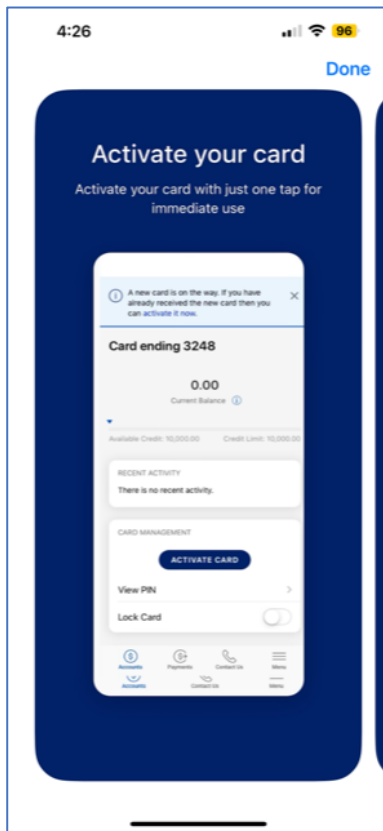 4:26
96
Done
Activate your card
Activate your card with just one tap for
immediate use
A new card is on the way. If you have
already received the new card then you
can activate it now.
Card ending 3248
0.00
Current Balance
Available Credit: 10,000.00 Credit Limit: 10,000.00
RECENT ACTIVITY
There is no recent activity.
CARD MANAGEMENT
ACTIVATE CARD
View PIN
Lock Card
Accounts Payments Contact Us Menu
Accounts Contact Us Menu